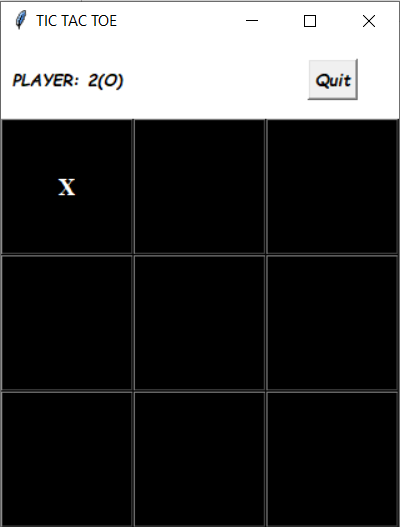 TIC TAC TOE
PLAYER: 2(O)
Quit
X